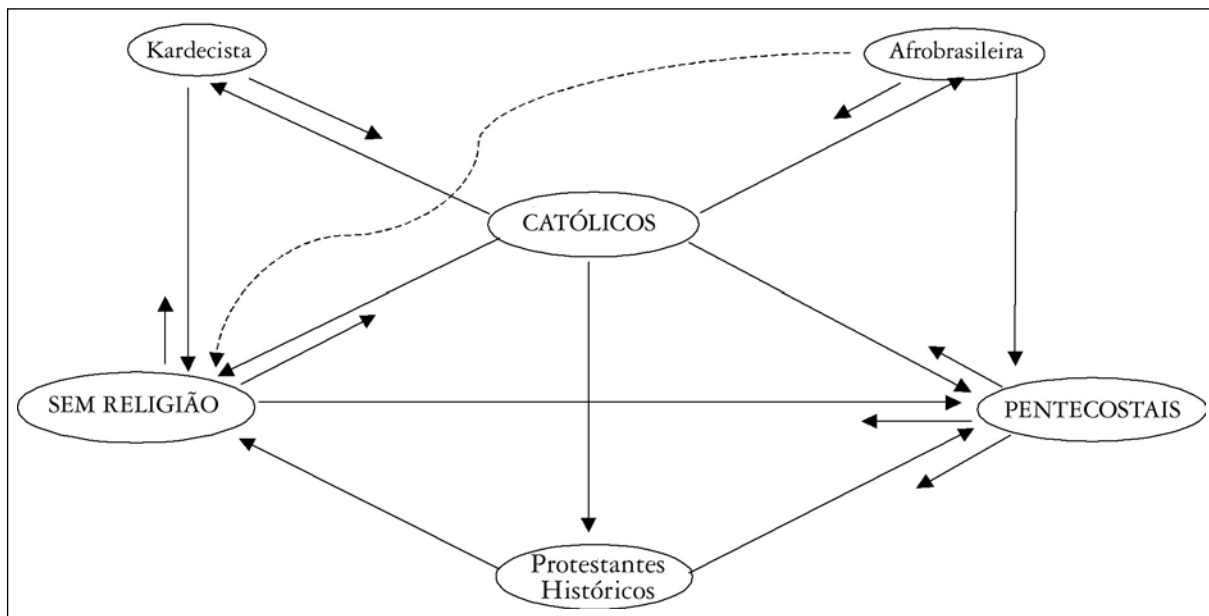 Kardecista
Afrobrasileira
CATÓLICOS
SEM RELIGIÃO
PENTECOSTAIS
Protestantes
Históricos